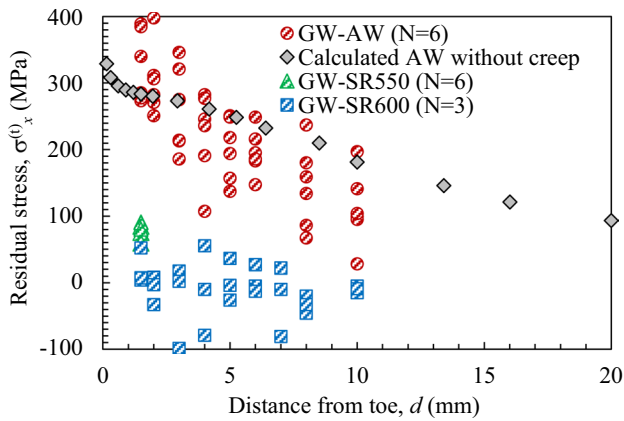 400
300
200
100
0
-100
Residual stress, σ⁽ᵗ⁾ₓ (MPa)
GW-AW (N=6)
Calculated AW without creep
GW-SR550 (N=6)
GW-SR600 (N=3)
0 5 10 15 20
Distance from toe, d (mm)